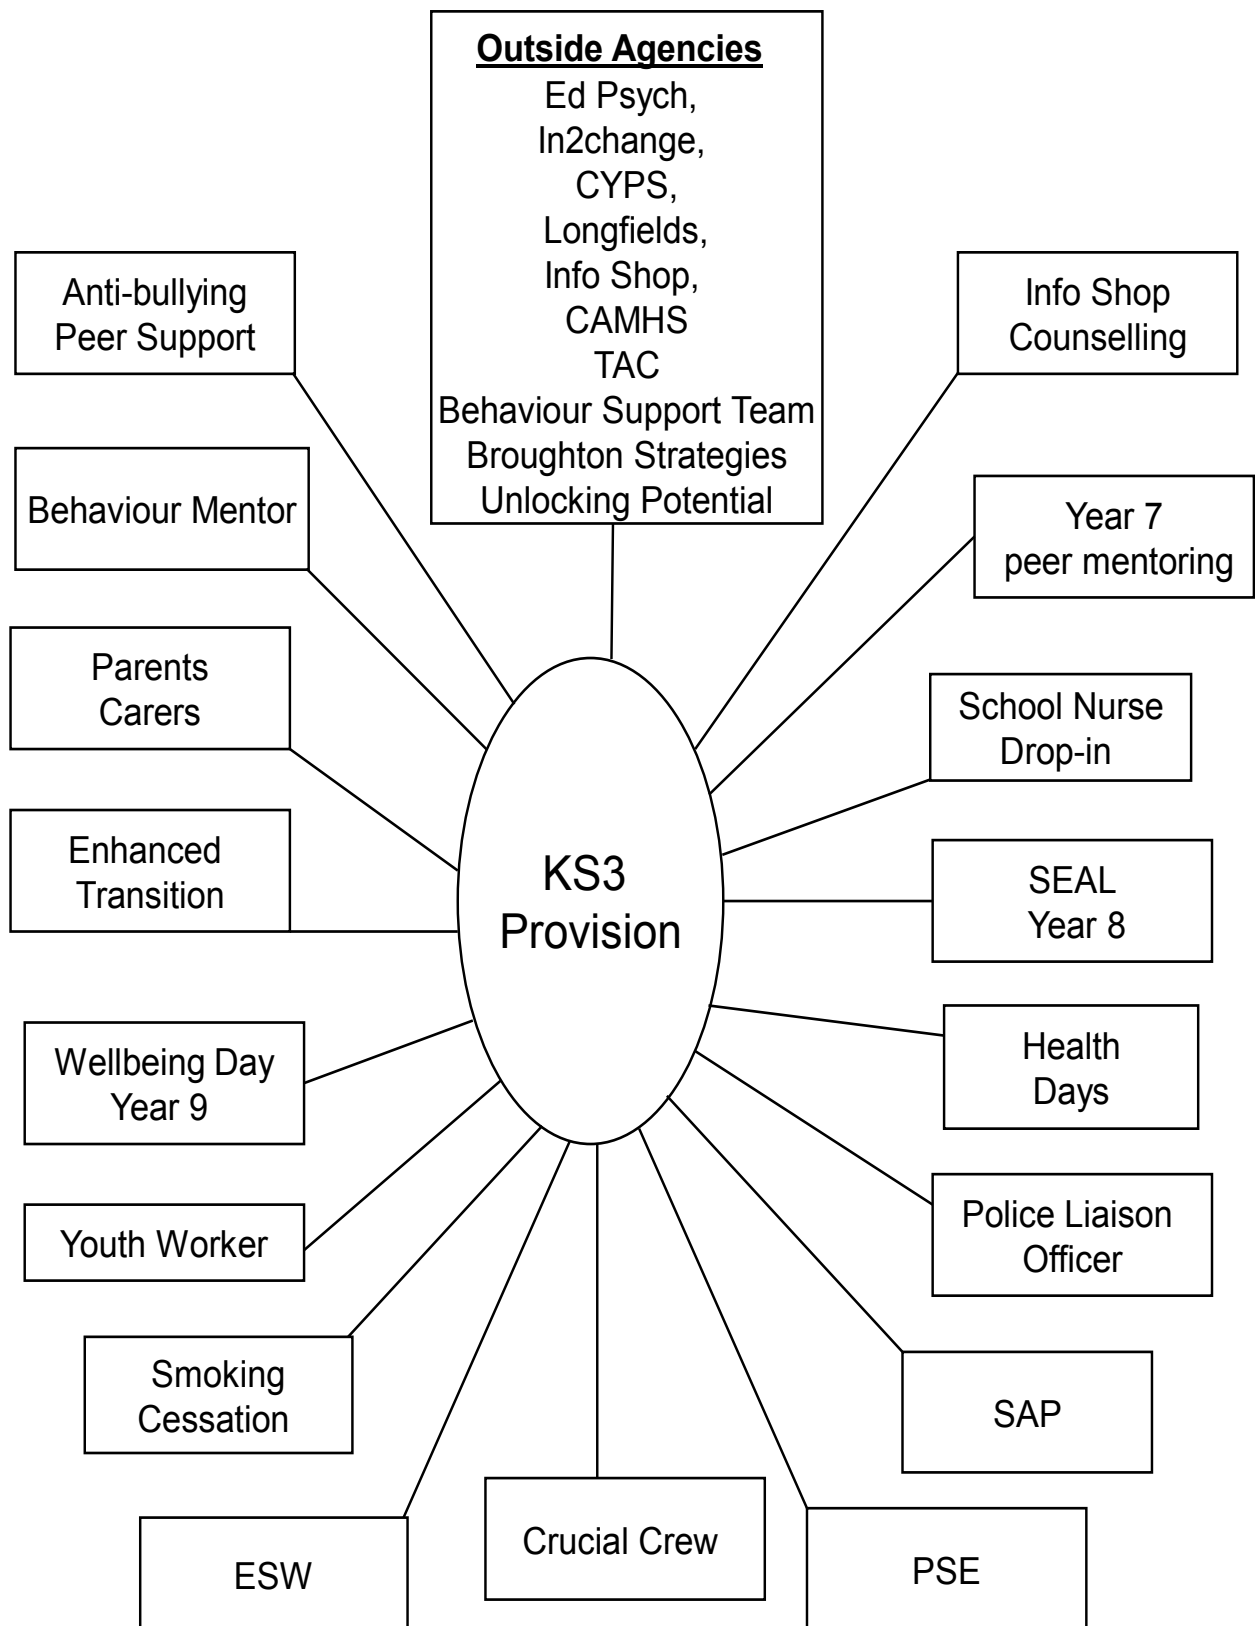 Outside Agencies
Ed Psych,
In2change,
CYPS,
Longfields,
Info Shop,
CAMHS
TAC
Behaviour Support Team
Broughton Strategies
Unlocking Potential
Anti-bullying
Peer Support
Info Shop
Counselling
Behaviour Mentor
Year 7
peer mentoring
Parents
Carers
School Nurse
Drop-in
Enhanced
Transition
KS3
Provision
SEAL
Year 8
Wellbeing Day
Year 9
Health
Days
Youth Worker
Police Liaison
Officer
Smoking
Cessation
SAP
ESW
Crucial Crew
PSE